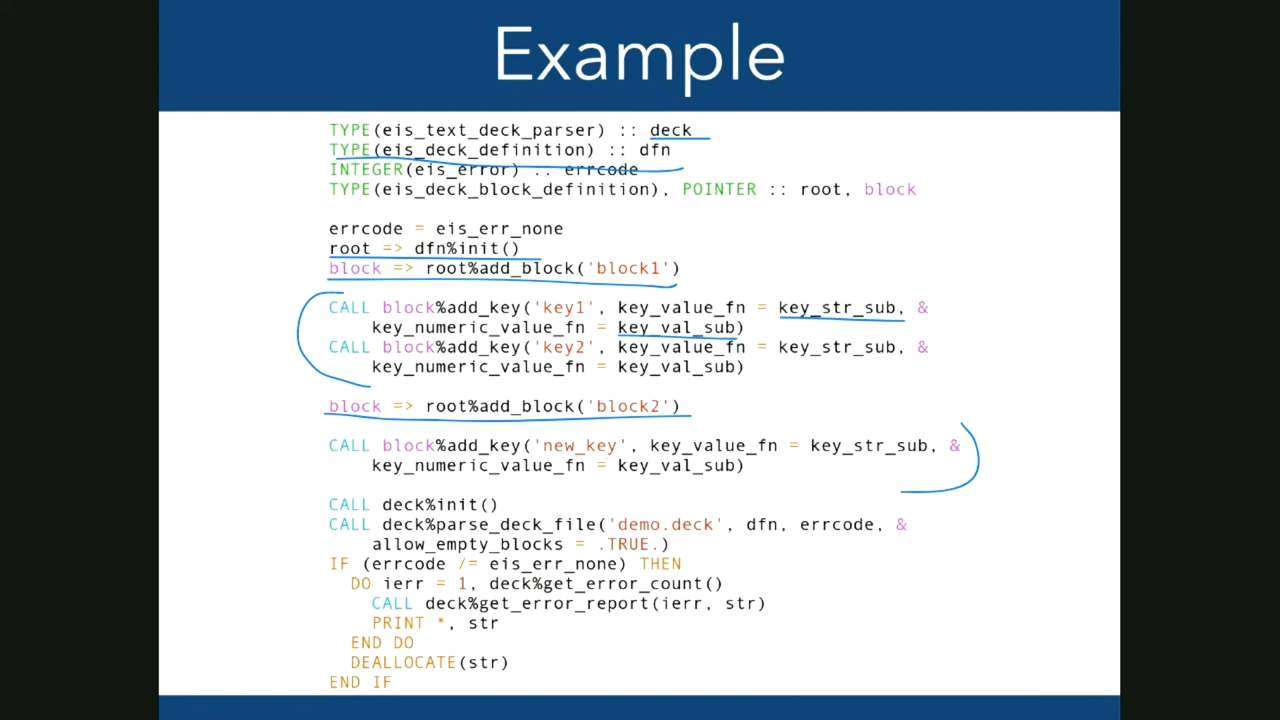 Example
TYPE(eis_text_deck_parser) :: deck
TYPE(eis_deck_definition) :: dfn
INTEGER(eis_error) :: errcode
TYPE(eis_deck_block_definition), POINTER :: root, block
errcode = eis_err_none
root => dfn%init()
block => root%add_block('block1')
CALL block%add_key('key1', key_value_fn = key_str_sub, &
key_numeric_value_fn = key_val_sub)
CALL block%add_key('key2', key_value_fn = key_str_sub, &
key_numeric_value_fn = key_val_sub)
block => root%add_block('block2')
CALL block%add_key('new_key', key_value_fn = key_str_sub, &
key_numeric_value_fn = key_val_sub)
CALL deck%init()
CALL deck%parse_deck_file('demo.deck', dfn, errcode, &
allow_empty_blocks = .TRUE.)
IF (errcode /= eis_err_none) THEN
DO ierr = 1, deck%get_error_count()
CALL deck%get_error_report(ierr, str)
PRINT *, str
END DO
DEALLOCATE(str)
END IF